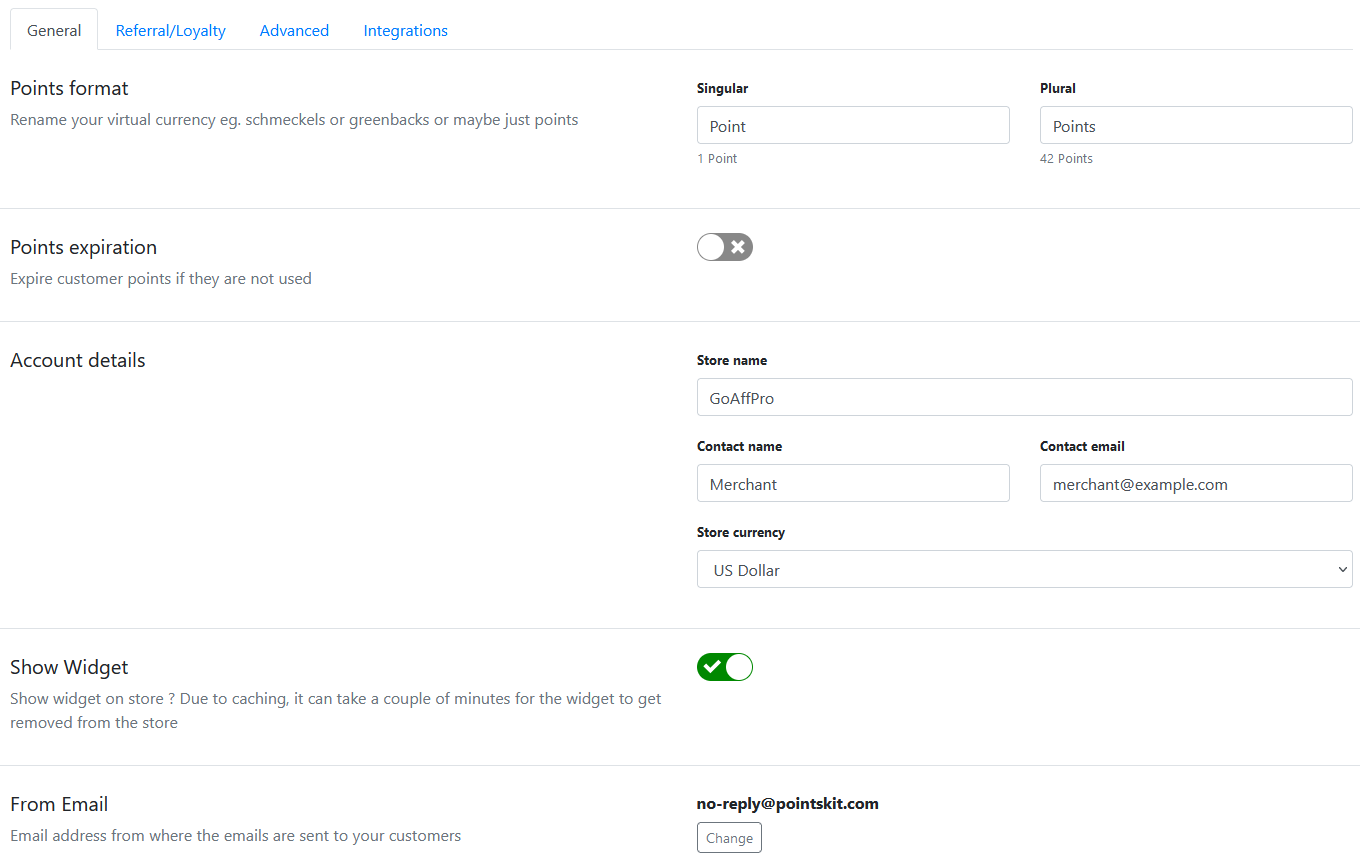 General
Referral/Loyalty
Advanced
Integrations
Points format
Rename your virtual currency eg. schmeckels or greenbacks or maybe just points
Singular
Plural
Point
Points
1 Point
42 Points
Points expiration
Expire customer points if they are not used
Account details
Store name
GoAffPro
Contact name
Contact email
Merchant
merchant@example.com
Store currency
US Dollar
Show Widget
Show widget on store ? Due to caching, it can take a couple of minutes for the widget to get
removed from the store
From Email
Email address from where the emails are sent to your customers
no-reply@pointskit.com
Change